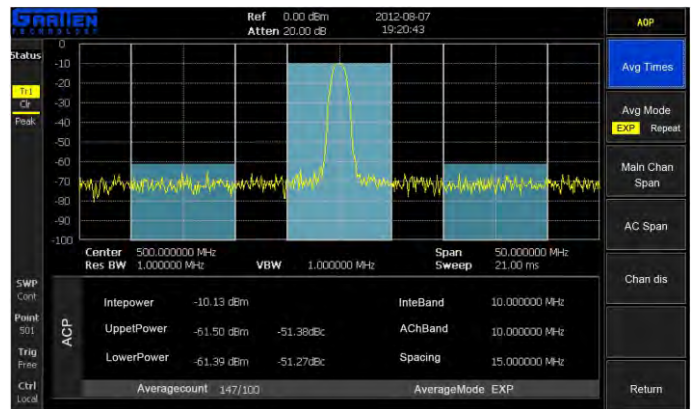 GRATTEN
TECHNOLOGY
Ref 0.00 dBm 2012-08-07
Atten 20.00 dB 19:20:43
AOP
Status
0
-10
-20
-30
-40
-50
-60
-70
-80
-90
-100
Tr1
Clr
Peak
Avg Times
Avg Mode
EXP Repeat
Main Chan
Span
AC Span
Chan dis
Return
Center 500.000000 MHz Span 50.000000 MHz
Res BW 1.000000 MHz VBW 1.000000 MHz Sweep 21.00 ms
SWP
Cont
Point
501
Trig
Free
Ctrl
Local
ACP
Intepower -10.13 dBm InteBand 10.000000 MHz
UppetPower -61.50 dBm -51.38dBc AChBand 10.000000 MHz
LowerPower -61.39 dBm -51.27dBc Spacing 15.000000 MHz
Averagecount 147/100 AverageMode EXP